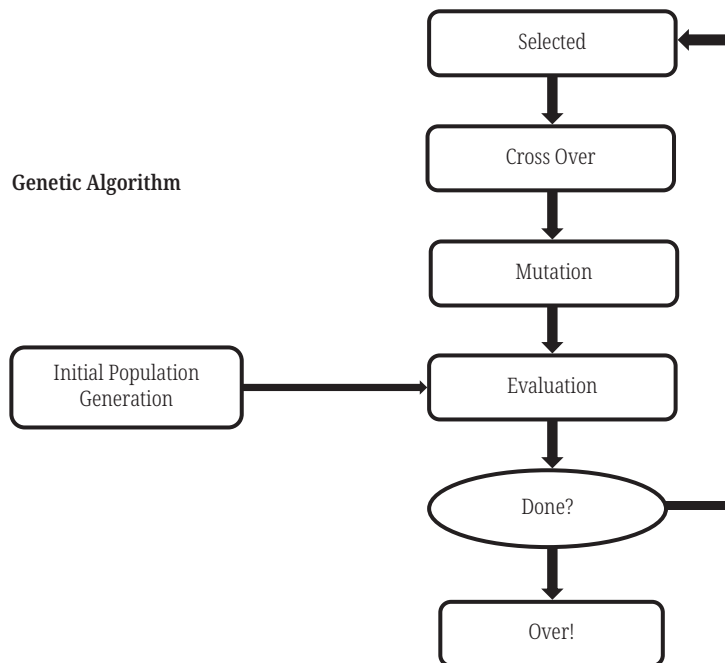 Selected
Cross Over
Genetic Algorithm
Mutation
Initial Population
Generation
Evaluation
Done?
Over!